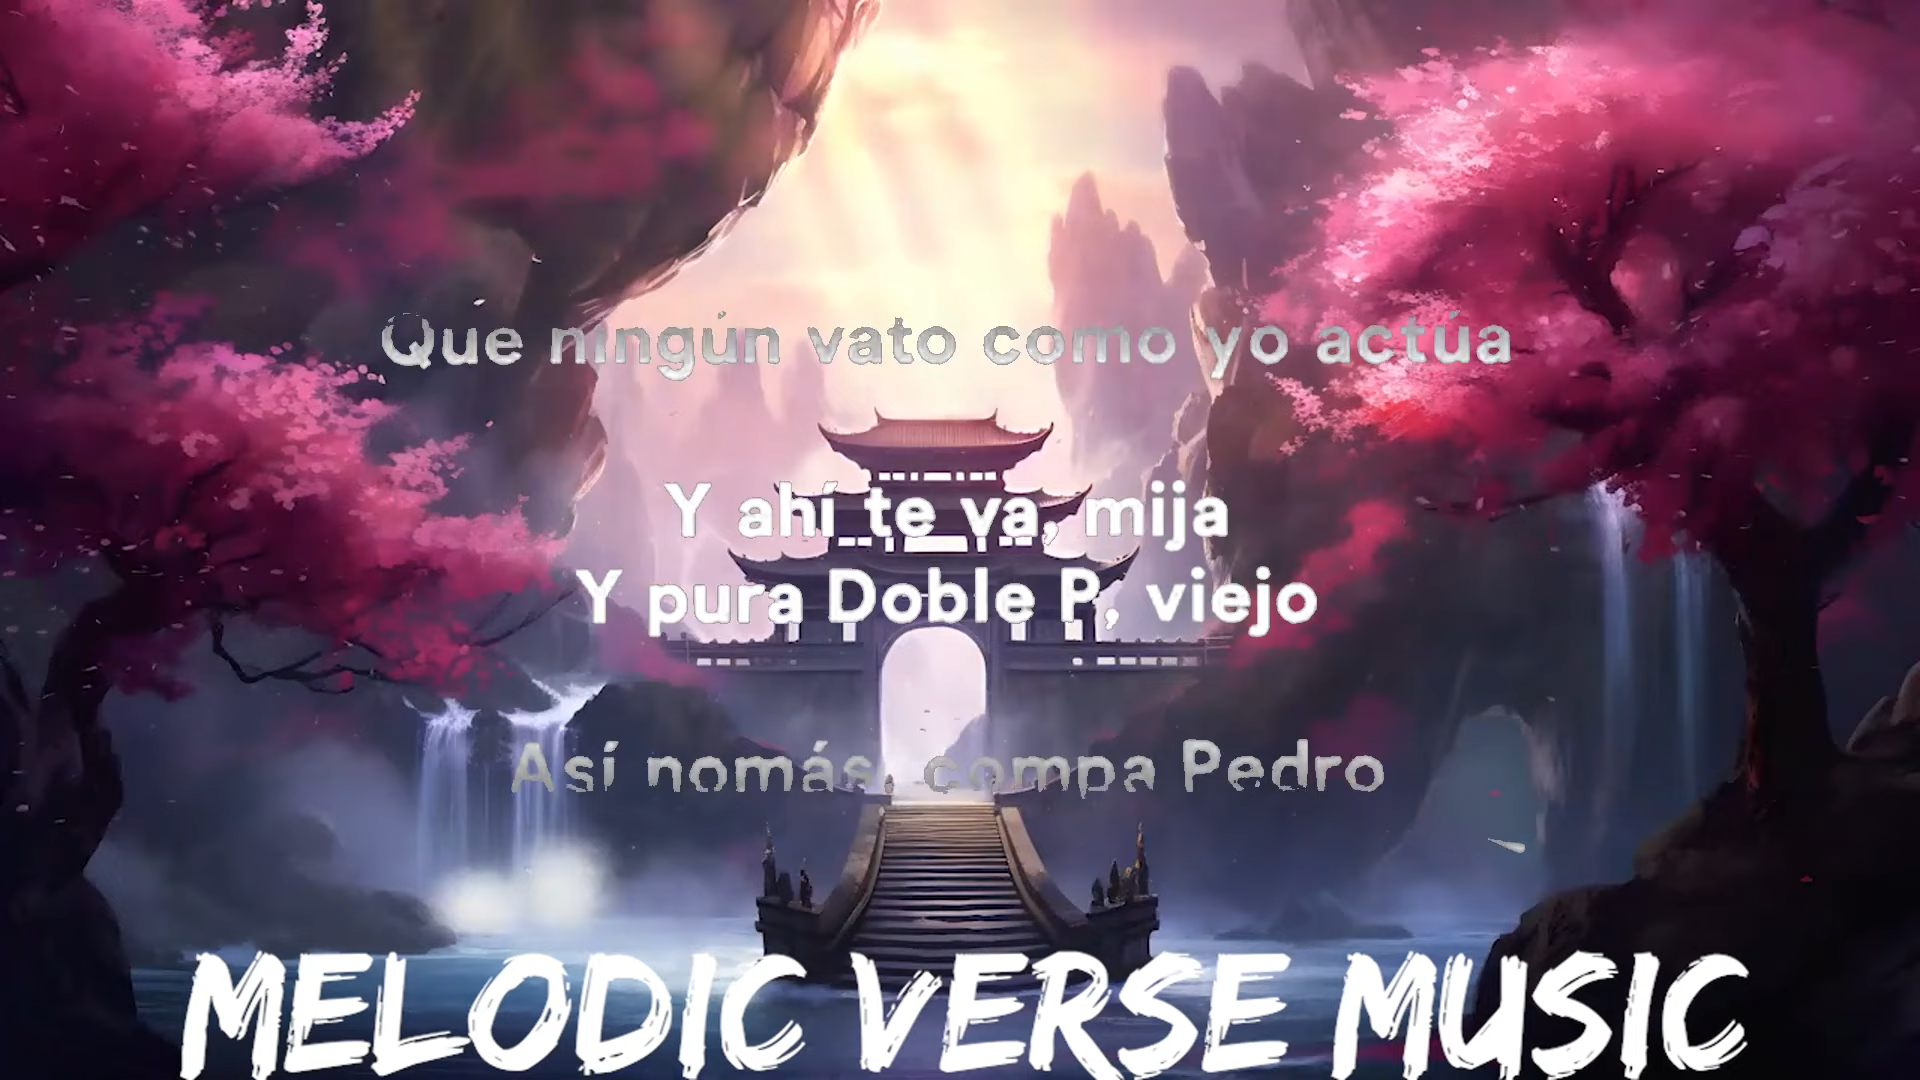 Que ningún vato como yo actúa
Y ahí te va, mija
Y pura Doble P, viejo
Así nomás, compa Pedro
MELODIC VERSE MUSIC